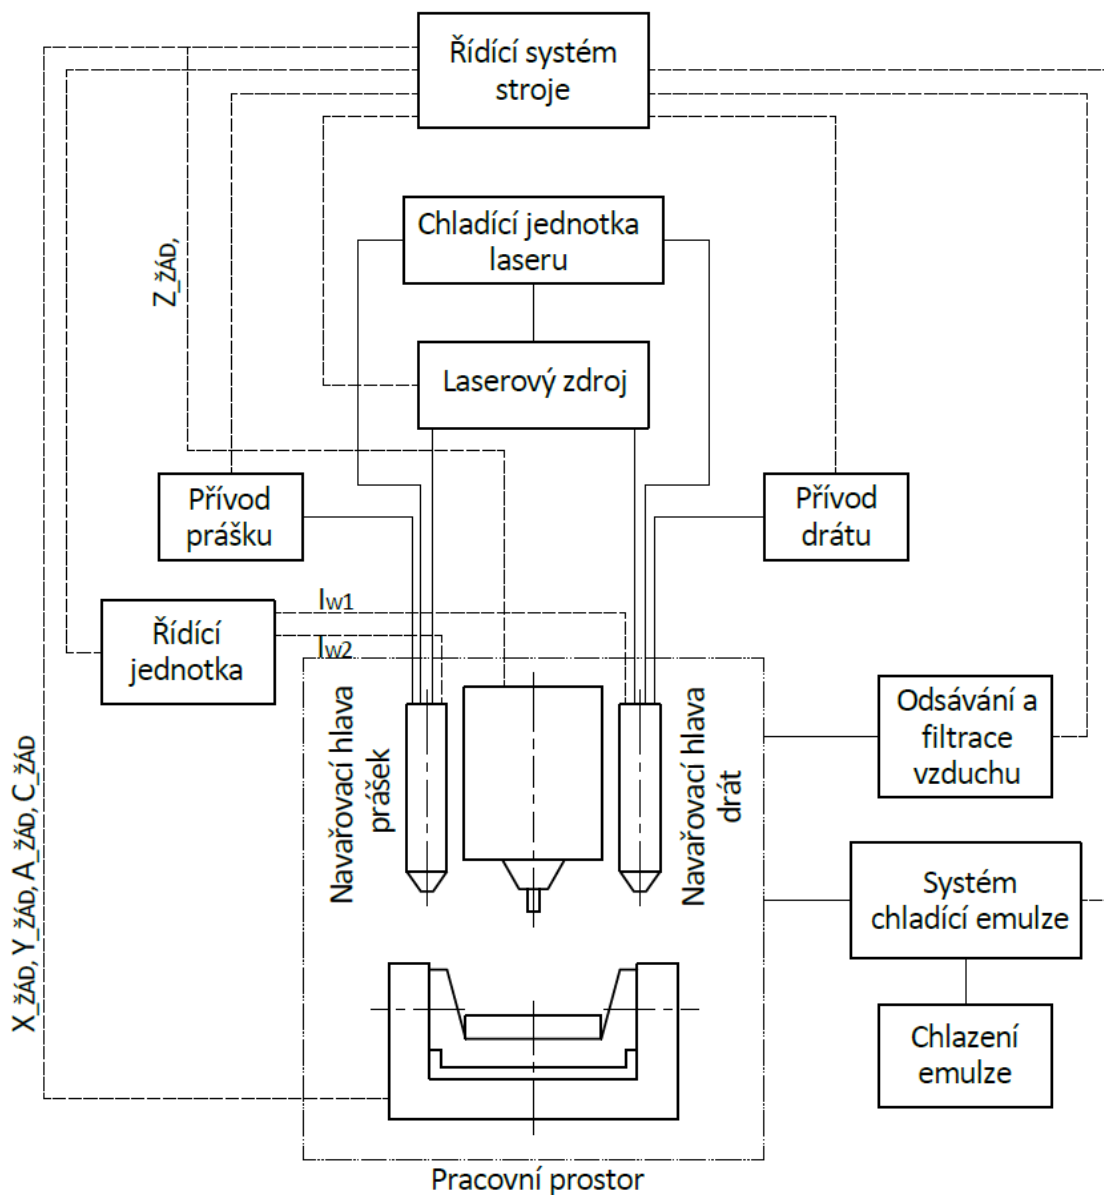 Řídící systém
stroje
Chladící jednotka
laseru
Z_ŽÁD,
Laserový zdroj
Přívod
prášku
Přívod
drátu
Iw1
Iw2
Řídící
jednotka
Navařovací hlava
prášek
Navařovací hlava
drát
Odsávání a
filtrace
vzduchu
X_ŽÁD, Y_ŽÁD, A_ŽÁD, C_ŽÁD
Systém
chladící emulze
Chlazení
emulze
Pracovní prostor